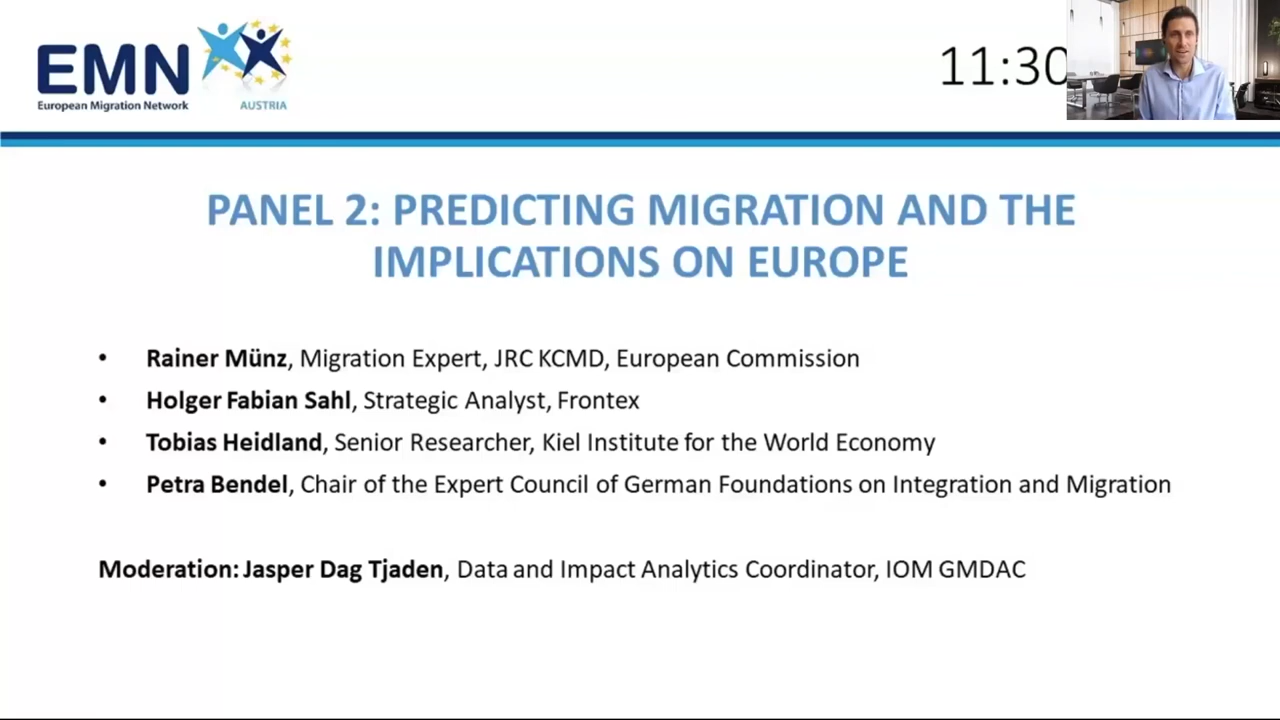 EMN
European Migration Network
AUSTRIA
11:30
PANEL 2: PREDICTING MIGRATION AND THE
IMPLICATIONS ON EUROPE
• Rainer Münz, Migration Expert, JRC KCMD, European Commission
• Holger Fabian Sahl, Strategic Analyst, Frontex
• Tobias Heidland, Senior Researcher, Kiel Institute for the World Economy
• Petra Bendel, Chair of the Expert Council of German Foundations on Integration and Migration
Moderation: Jasper Dag Tjaden, Data and Impact Analytics Coordinator, IOM GMDAC